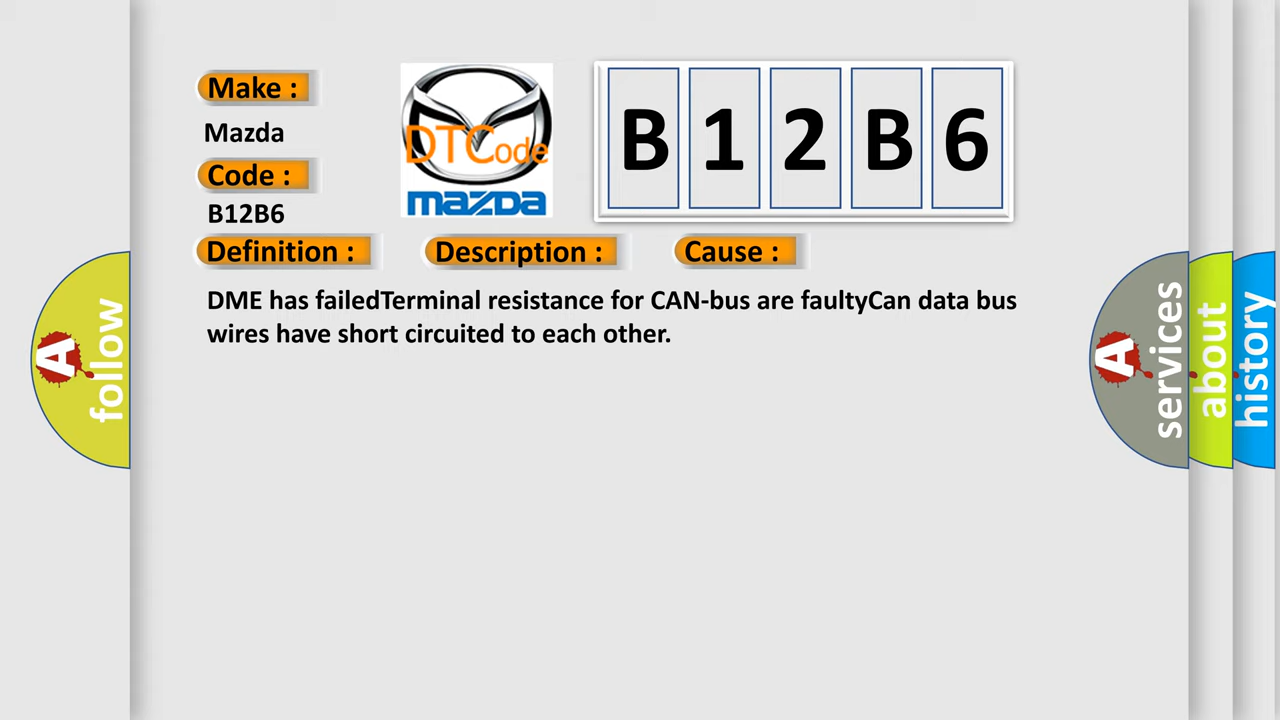 Make :
Mazda
Code :
B12B6
DTCode
mazda
B 1 2 B 6
Definition :
Description :
Cause :
DME has failedTerminal resistance for CAN-bus are faultyCan data bus
wires have short circuited to each other.
A follow
A services
about
history